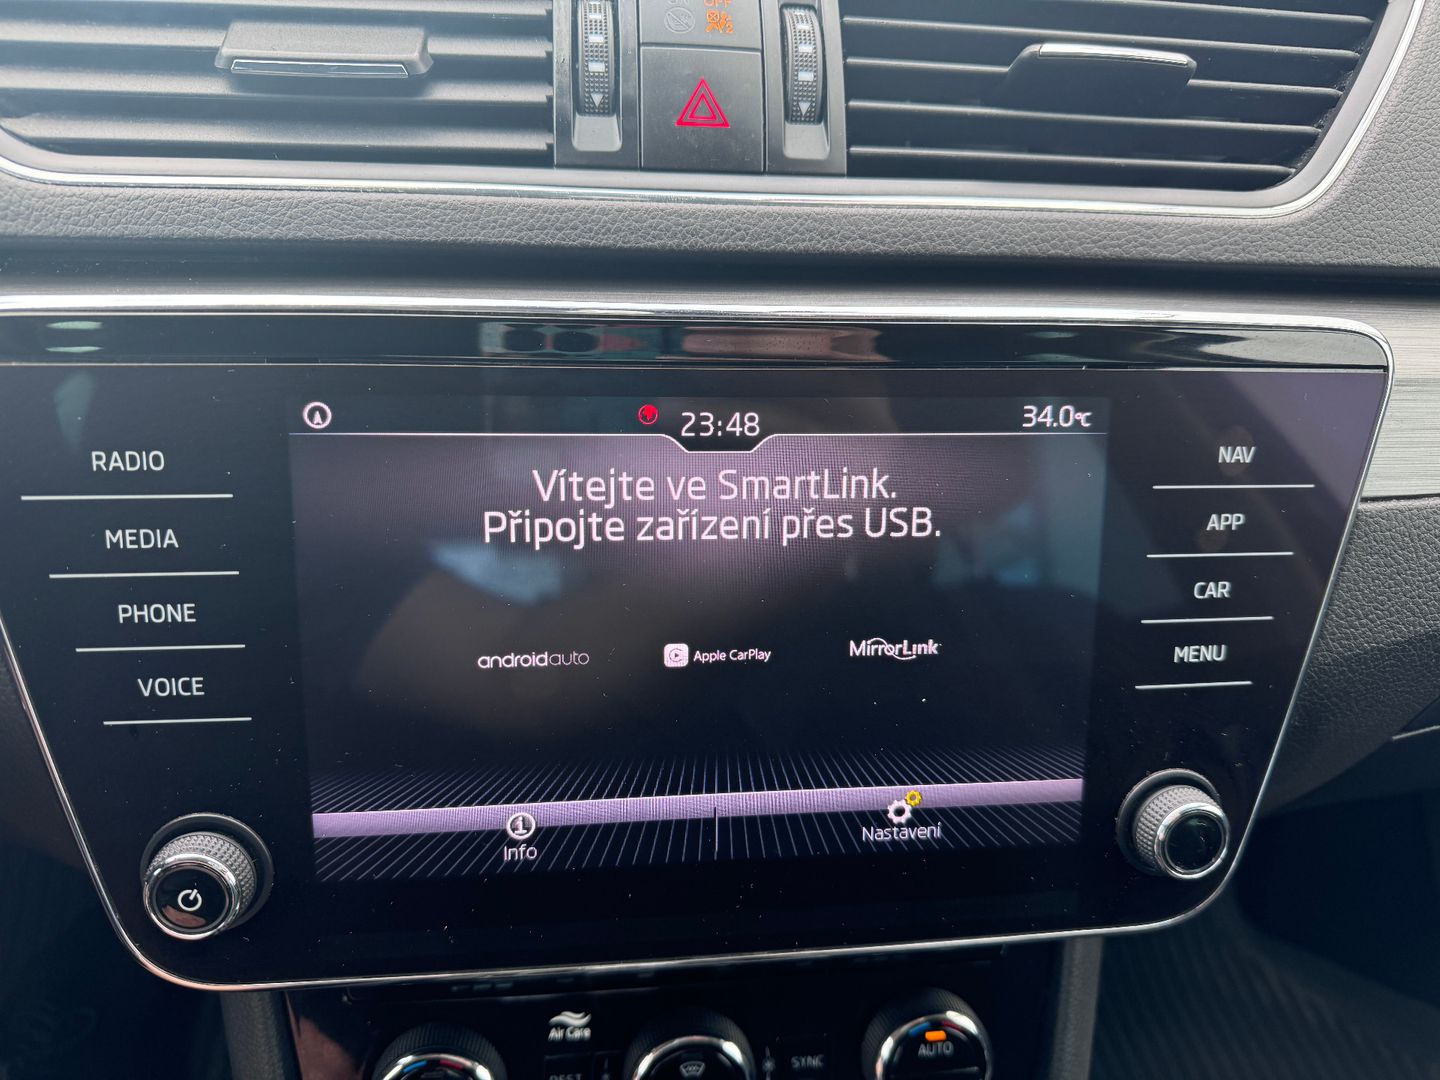 OFF
23:48
34.0°C
RADIO
MEDIA
PHONE
VOICE
Vítejte ve SmartLink.
Připojte zařízení přes USB.
androidauto
Apple CarPlay
MirrorLink
Info
Nastavení
NAV
APP
CAR
MENU
Air Care
REST
SYNC
AUTO